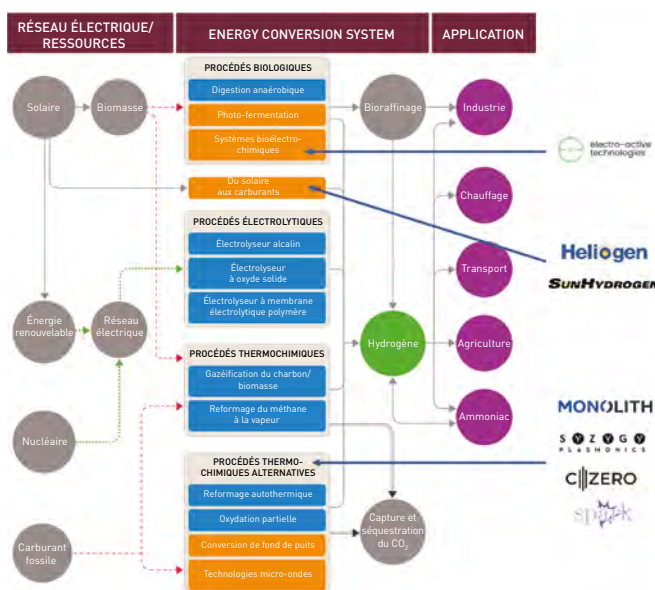 RÉSEAU ÉLECTRIQUE/
RESSOURCES
ENERGY CONVERSION SYSTEM
APPLICATION
PROCÉDÉS BIOLOGIQUES
Digestion anaérobique
Photo-fermentation
Systèmes bioélectro-
chimiques
Du solaire
aux carburants
PROCÉDÉS ÉLECTROLYTIQUES
Électrolyseur alcalin
Électrolyseur
à oxyde solide
Électrolyseur à membrane
électrolytique polymère
PROCÉDÉS THERMOCHIMIQUES
Gazéification du charbon/
biomasse
Reformage du méthane
à la vapeur
PROCÉDÉS THERMO-
CHIMIQUES ALTERNATIVES
Reformage autothermique
Oxydation partielle
Conversion de fond de puits
Technologies micro-ondes
Solaire
Biomasse
Énergie
renouvelable
Réseau
électrique
Nucléaire
Carburant
fossile
Bioraffinage
Hydrogène
Capture et
séquestration
du CO₂
Industrie
Chauffage
Transport
Agriculture
Ammoniac
electro-active
technologies
Heliogen
SUNHYDROGEN
MONOLITH
SYZYGY
PLASMONICS
C||ZERO
spark